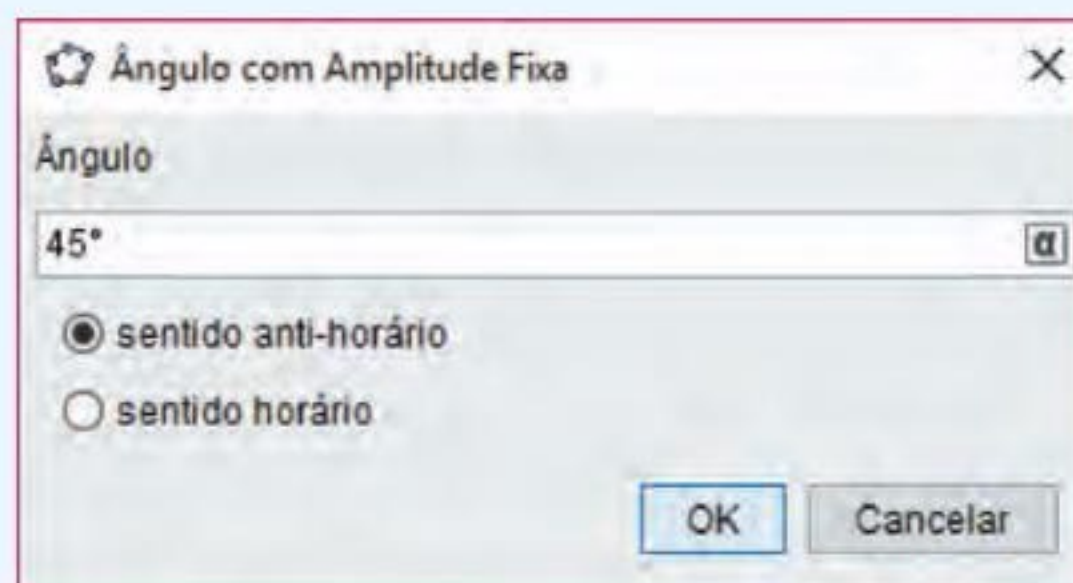 Ângulo com Amplitude Fixa
Ângulo
45° α
sentido anti-horário
sentido horário
OK Cancelar